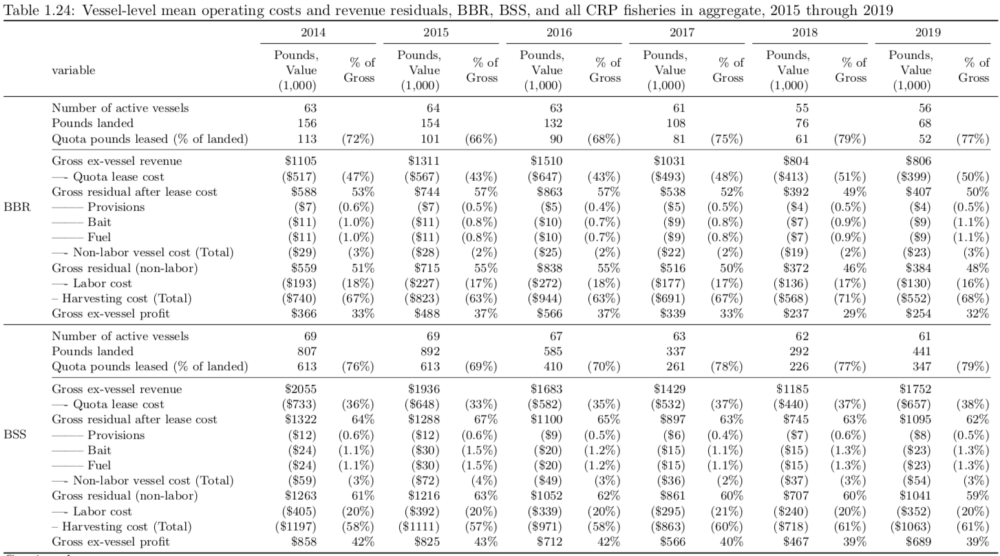 Table 1.24: Vessel-level mean operating costs and revenue residuals, BBR, BSS, and all CRP fisheries in aggregate, 2015 through 2019
2014 2015 2016 2017 2018 2019
variable Pounds, Value (1,000) % of Gross Pounds, Value (1,000) % of Gross Pounds, Value (1,000) % of Gross Pounds, Value (1,000) % of Gross Pounds, Value (1,000) % of Gross Pounds, Value (1,000) % of Gross
BBR
Number of active vessels 63 64 63 61 55 56
Pounds landed 156 154 132 108 76 68
Quota pounds leased (% of landed) 113 (72%) 101 (66%) 90 (68%) 81 (75%) 61 (79%) 52 (77%)
Gross ex-vessel revenue $1105 $1311 $1510 $1031 $804 $806
—- Quota lease cost ($517) (47%) ($567) (43%) ($647) (43%) ($493) (48%) ($413) (51%) ($399) (50%)
Gross residual after lease cost $588 53% $744 57% $863 57% $538 52% $392 49% $407 50%
——– Provisions ($7) (0.6%) ($7) (0.5%) ($5) (0.4%) ($5) (0.5%) ($4) (0.5%) ($4) (0.5%)
——– Bait ($11) (1.0%) ($11) (0.8%) ($10) (0.7%) ($9) (0.8%) ($7) (0.9%) ($9) (1.1%)
——– Fuel ($11) (1.0%) ($11) (0.8%) ($10) (0.7%) ($9) (0.8%) ($7) (0.9%) ($9) (1.1%)
—- Non-labor vessel cost (Total) ($29) (3%) ($28) (2%) ($25) (2%) ($22) (2%) ($19) (2%) ($23) (3%)
Gross residual (non-labor) $559 51% $715 55% $838 55% $516 50% $372 46% $384 48%
—- Labor cost ($193) (18%) ($227) (17%) ($272) (18%) ($177) (17%) ($136) (17%) ($130) (16%)
– Harvesting cost (Total) ($740) (67%) ($823) (63%) ($944) (63%) ($691) (67%) ($568) (71%) ($552) (68%)
Gross ex-vessel profit $366 33% $488 37% $566 37% $339 33% $237 29% $254 32%
BSS
Number of active vessels 69 69 67 63 62 61
Pounds landed 807 892 585 337 292 441
Quota pounds leased (% of landed) 613 (76%) 613 (69%) 410 (70%) 261 (78%) 226 (77%) 347 (79%)
Gross ex-vessel revenue $2055 $1936 $1683 $1429 $1185 $1752
—- Quota lease cost ($733) (36%) ($648) (33%) ($582) (35%) ($532) (37%) ($440) (37%) ($657) (38%)
Gross residual after lease cost $1322 64% $1288 67% $1100 65% $897 63% $745 63% $1095 62%
——– Provisions ($12) (0.6%) ($12) (0.6%) ($9) (0.5%) ($6) (0.4%) ($7) (0.6%) ($8) (0.5%)
——– Bait ($24) (1.1%) ($30) (1.5%) ($20) (1.2%) ($15) (1.1%) ($15) (1.3%) ($23) (1.3%)
——– Fuel ($24) (1.1%) ($30) (1.5%) ($20) (1.2%) ($15) (1.1%) ($15) (1.3%) ($23) (1.3%)
—- Non-labor vessel cost (Total) ($59) (3%) ($72) (4%) ($49) (3%) ($36) (2%) ($37) (3%) ($54) (3%)
Gross residual (non-labor) $1263 61% $1216 63% $1052 62% $861 60% $707 60% $1041 59%
—- Labor cost ($405) (20%) ($392) (20%) ($339) (20%) ($295) (21%) ($240) (20%) ($352) (20%)
– Harvesting cost (Total) ($1197) (58%) ($1111) (57%) ($971) (58%) ($863) (60%) ($718) (61%) ($1063) (61%)
Gross ex-vessel profit $858 42% $825 43% $712 42% $566 40% $467 39% $689 39%